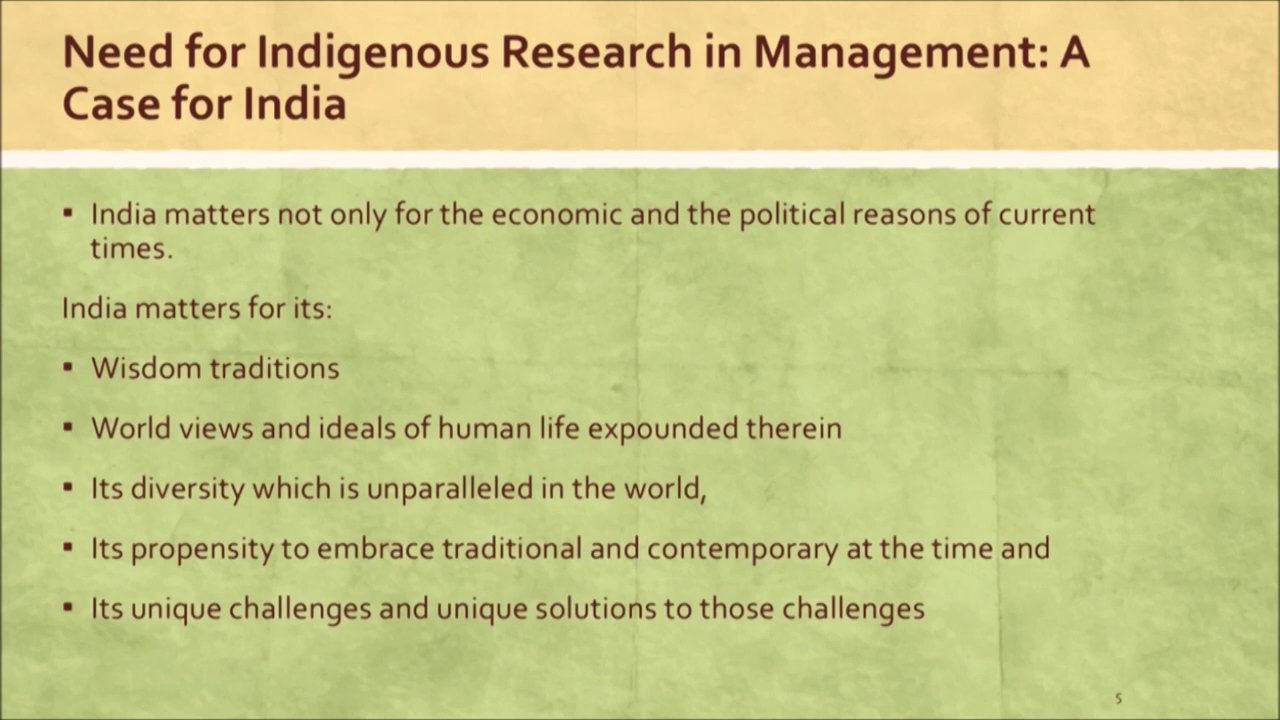 Need for Indigenous Research in Management: A
Case for India
▪ India matters not only for the economic and the political reasons of current
times.
India matters for its:
▪ Wisdom traditions
▪ World views and ideals of human life expounded therein
▪ Its diversity which is unparalleled in the world,
▪ Its propensity to embrace traditional and contemporary at the time and
▪ Its unique challenges and unique solutions to those challenges
5